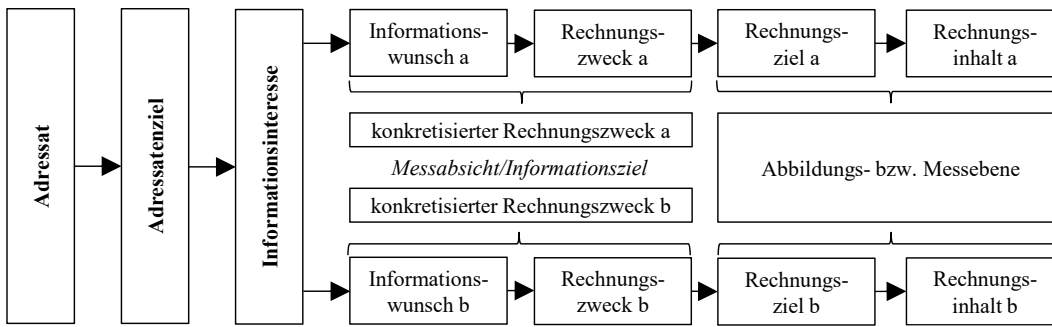 Adressat
Adressatenziel
Informationsinteresse
Informations-
wunsch a
Rechnungs-
zweck a
Rechnungs-
ziel a
Rechnungs-
inhalt a
konkretisierter Rechnungszweck a
Messabsicht/Informationsziel
konkretisierter Rechnungszweck b
Abbildungs- bzw. Messebene
Informations-
wunsch b
Rechnungs-
zweck b
Rechnungs-
ziel b
Rechnungs-
inhalt b